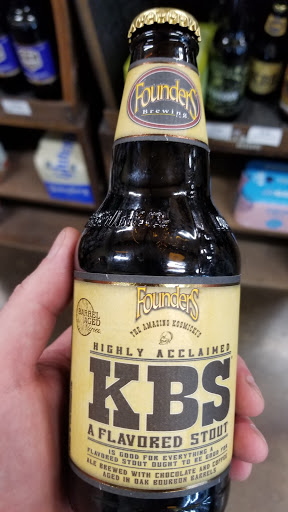 Founders
Brewing
Founders
THE AMAZING KOSMICKBS
BARREL
AGED
HIGHLY ACCLAIMED
KBS
A FLAVORED STOUT
IS GOOD FOR EVERYTHING A
FLAVORED STOUT OUGHT TO BE GOOD FOR
ALE BREWED WITH CHOCOLATE AND COFFEE
AGED IN OAK BOURBON BARRELS